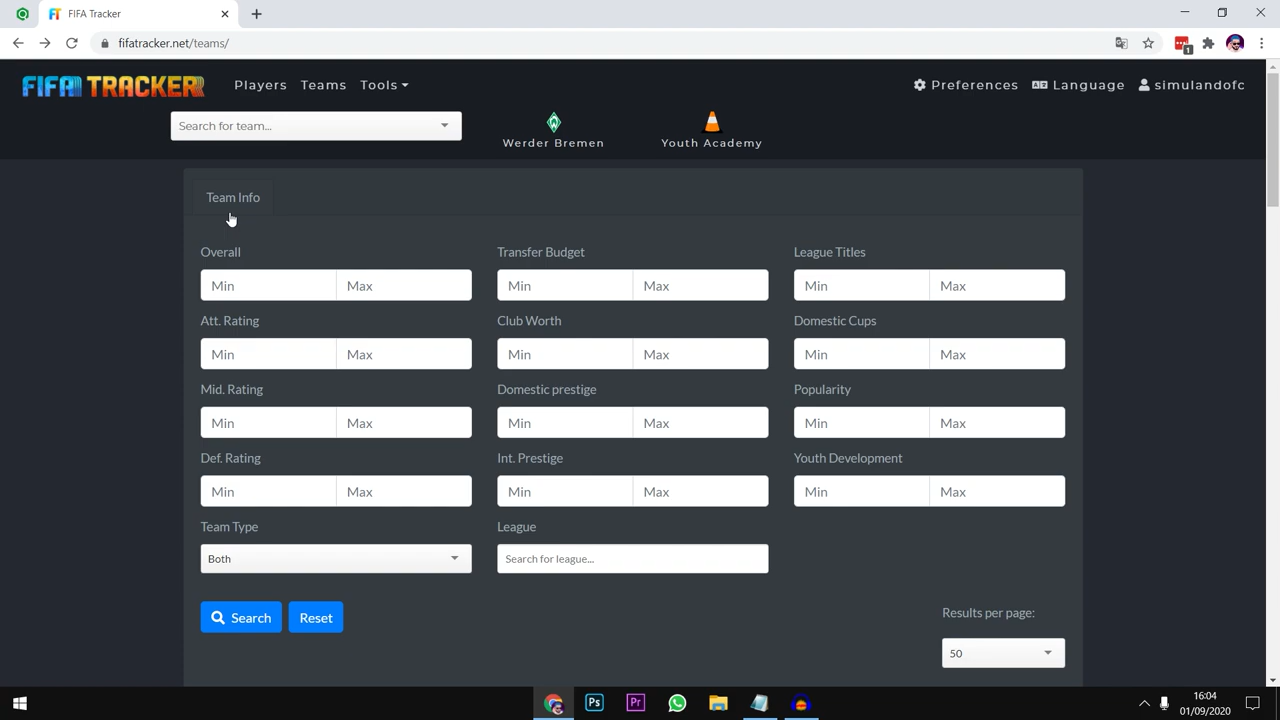 FIFA Tracker
fifatracker.net/teams/
1
FIFA TRACKER Players Teams Tools Preferences Language simulandofc
Search for team... Werder Bremen Youth Academy
Team Info
Overall Transfer Budget League Titles
Min Max Min Max Min Max
Att. Rating Club Worth Domestic Cups
Min Max Min Max Min Max
Mid. Rating Domestic prestige Popularity
Min Max Min Max Min Max
Def. Rating Int. Prestige Youth Development
Min Max Min Max Min Max
Team Type League
Both Search for league...
Search Reset Results per page:
50
Ps Pr 16:04
01/09/2020